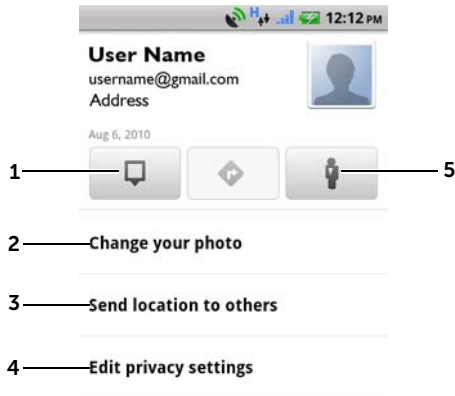 H 12:12 PM
User Name
username@gmail.com
Address
Aug 6, 2010
1
5
2 Change your photo
3 Send location to others
4 Edit privacy settings